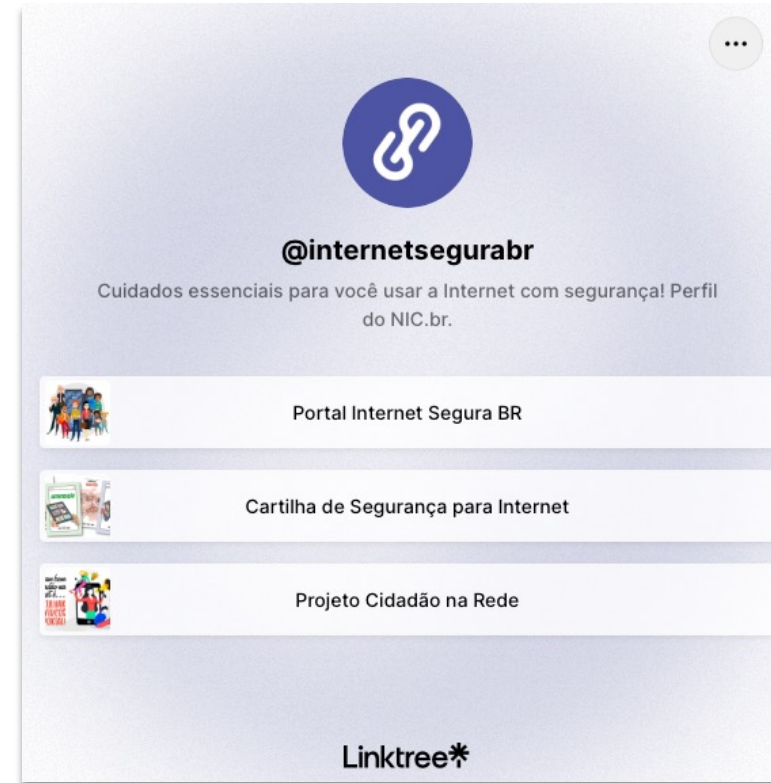 @internetsegurabr
Cuidados essenciais para você usar a Internet com segurança! Perfil
do NIC.br.
Portal Internet Segura BR
Cartilha de Segurança para Internet
Projeto Cidadão na Rede
Linktree